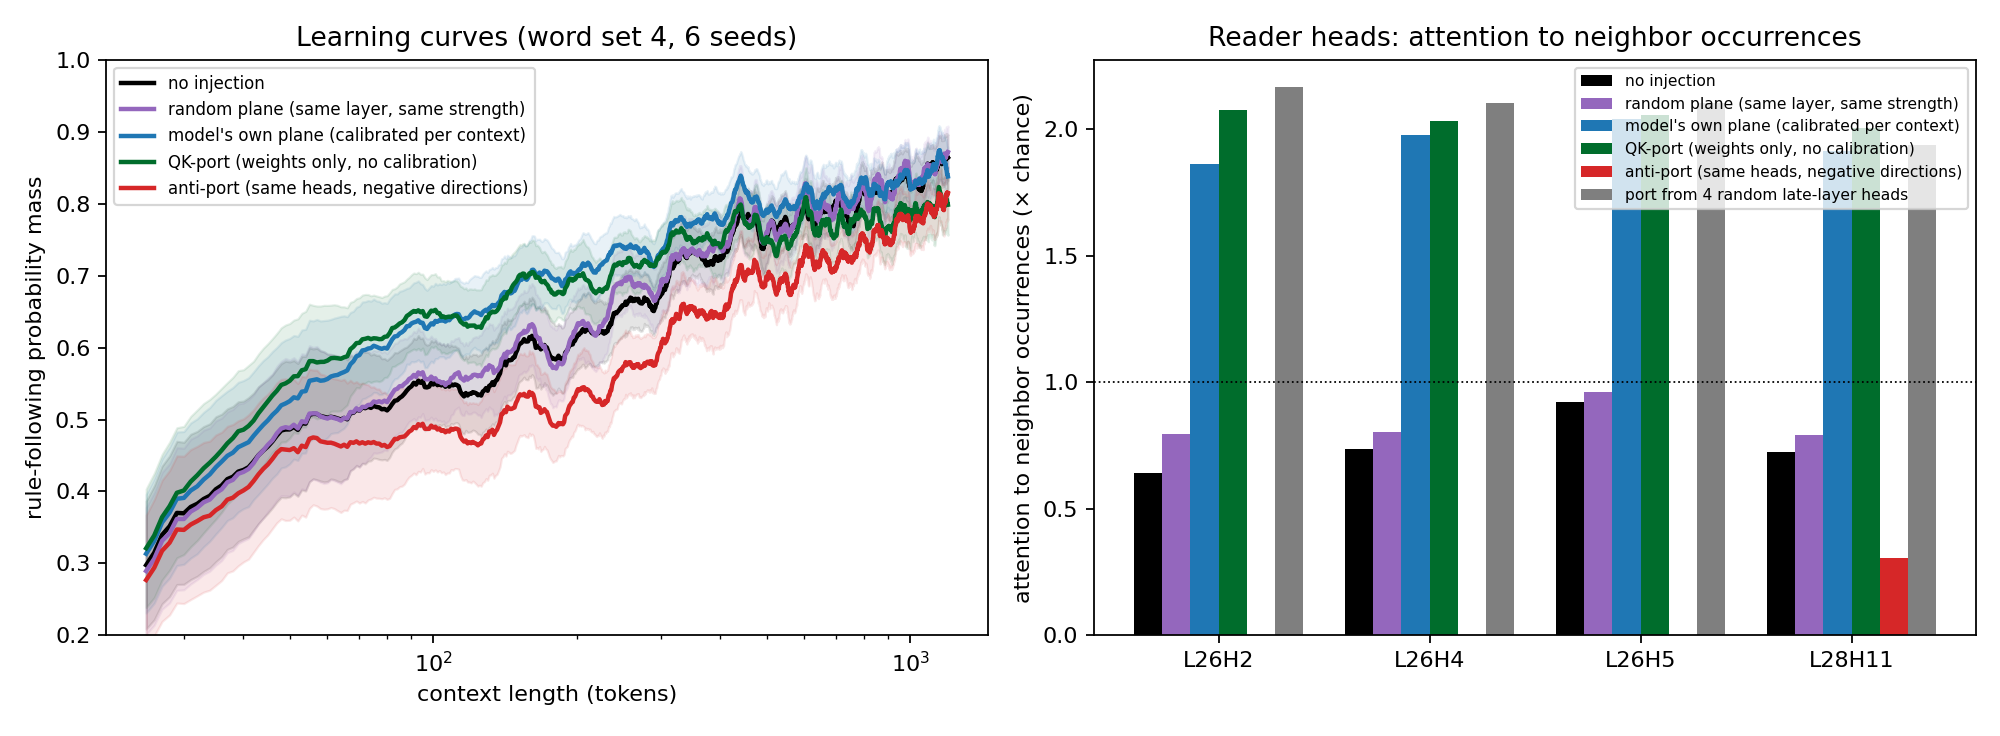 Learning curves (word set 4, 6 seeds)
rule-following probability mass
1.0
0.9
0.8
0.7
0.6
0.5
0.4
0.3
0.2
no injection
random plane (same layer, same strength)
model's own plane (calibrated per context)
QK-port (weights only, no calibration)
anti-port (same heads, negative directions)
10²
10³
context length (tokens)
Reader heads: attention to neighbor occurrences
attention to neighbor occurrences (× chance)
2.0
1.5
1.0
0.5
0.0
no injection
random plane (same layer, same strength)
model's own plane (calibrated per context)
QK-port (weights only, no calibration)
anti-port (same heads, negative directions)
port from 4 random late-layer heads
L26H2
L26H4
L26H5
L28H11